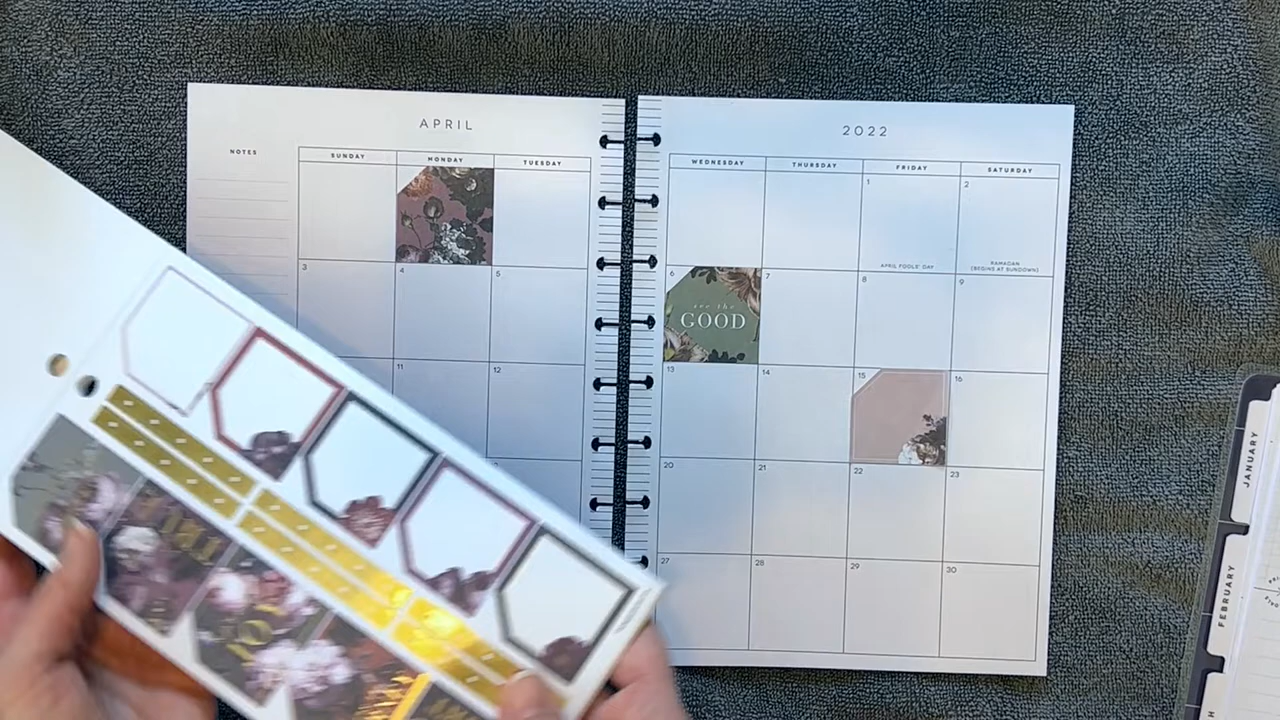 APRIL
2022
NOTES
SUNDAY MONDAY TUESDAY
WEDNESDAY THURSDAY FRIDAY SATURDAY
1 2
APRIL FOOLS' DAY
RAMADAN
(BEGINS AT SUNDOWN)
3 4 5
6 7 8 9
see the
GOOD
11 12
13 14 15 16
20 21 22 23
27 28 29 30
JANUARY
FEBRUARY